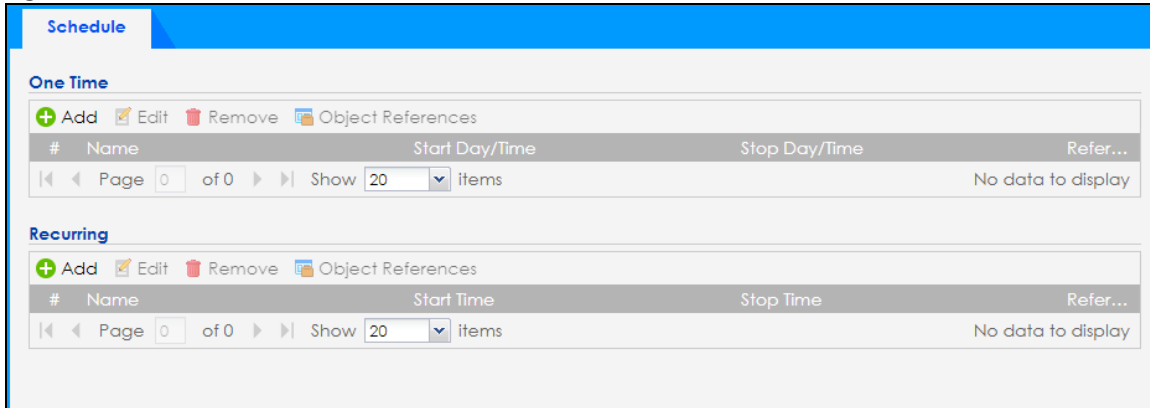 Schedule
One Time
Add Edit Remove Object References
# Name Start Day/Time Stop Day/Time Refer...
Page 0 of 0 Show 20 items No data to display
Recurring
Add Edit Remove Object References
# Name Start Time Stop Time Refer...
Page 0 of 0 Show 20 items No data to display